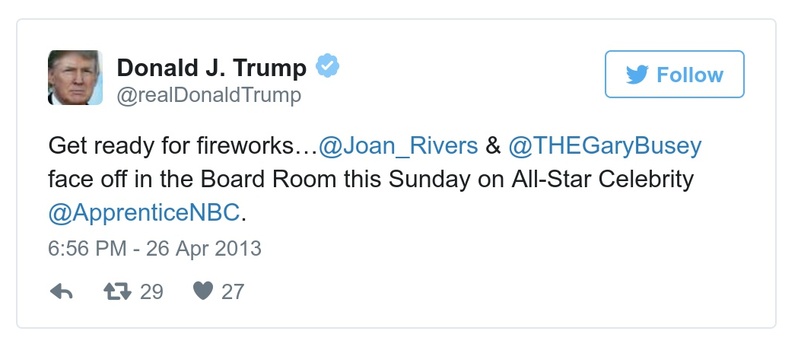 Donald J. Trump
@realDonaldTrump
Follow
Get ready for fireworks…@Joan_Rivers & @THEGaryBusey
face off in the Board Room this Sunday on All-Star Celebrity
@ApprenticeNBC.
6:56 PM - 26 Apr 2013
29 27